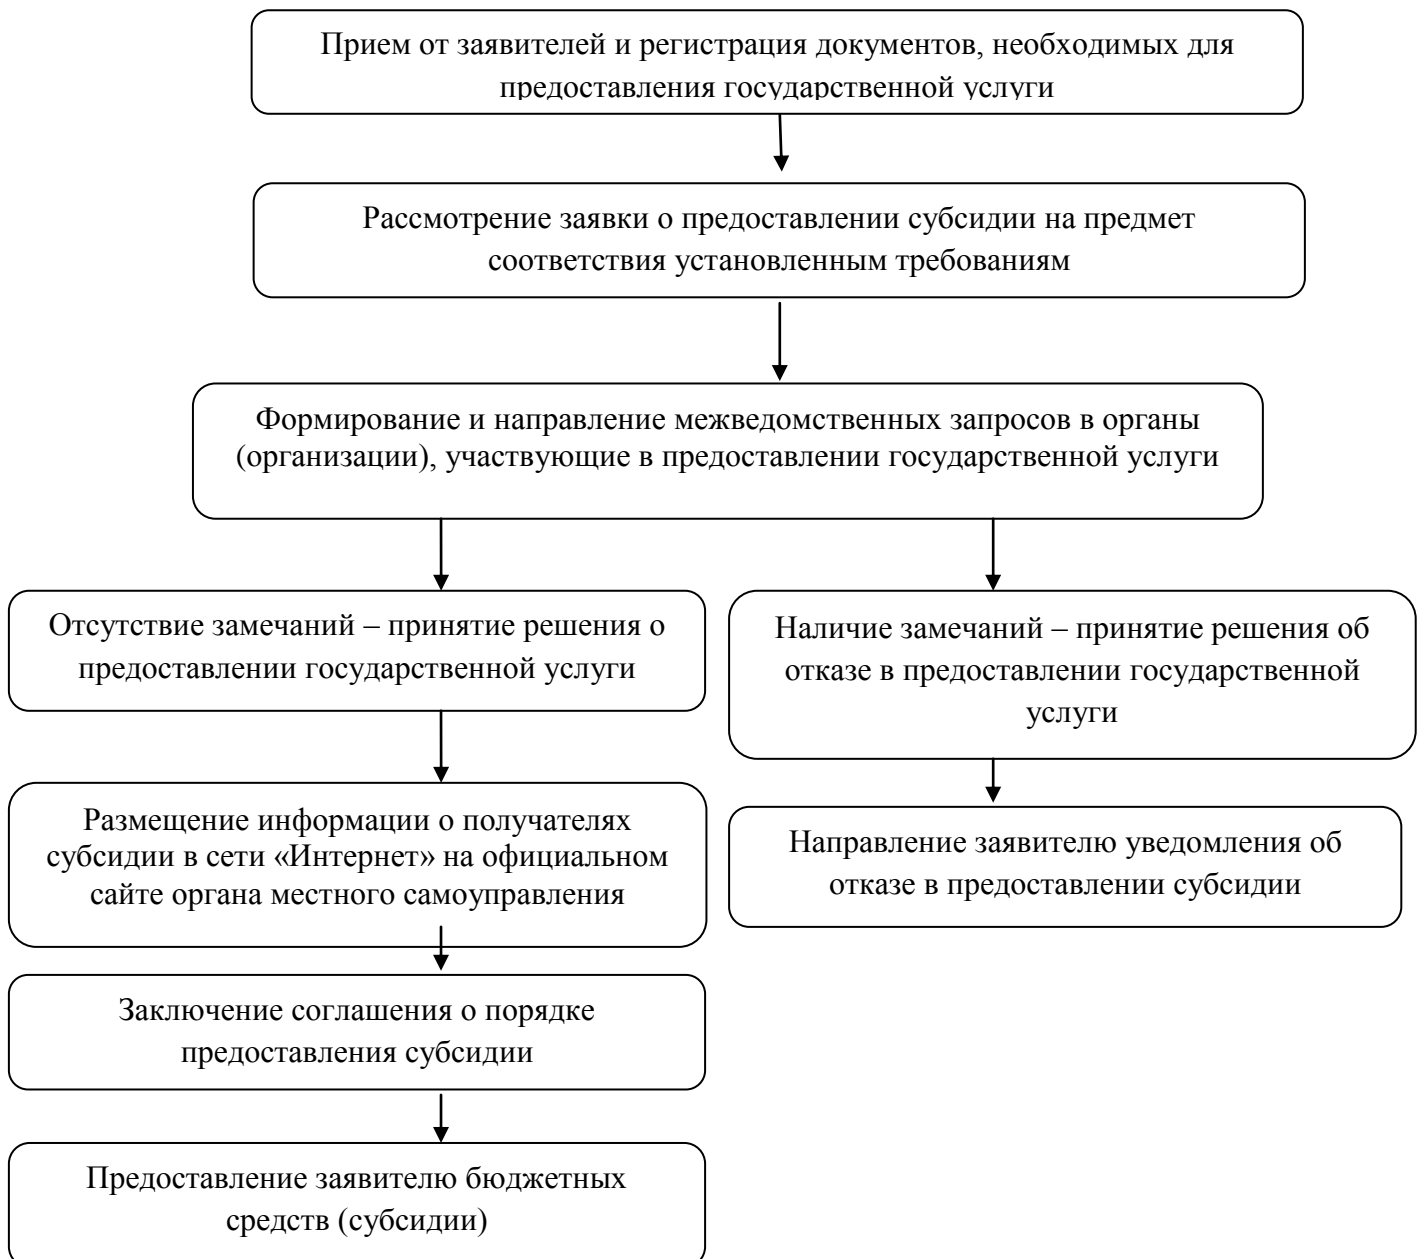 Прием от заявителей и регистрация документов, необходимых для
предоставления государственной услуги
Рассмотрение заявки о предоставлении субсидии на предмет
соответствия установленным требованиям
Формирование и направление межведомственных запросов в органы
(организации), участвующие в предоставлении государственной услуги
Отсутствие замечаний – принятие решения о
предоставлении государственной услуги
Наличие замечаний – принятие решения об
отказе в предоставлении государственной
услуги
Размещение информации о получателях
субсидии в сети «Интернет» на официальном
сайте органа местного самоуправления
Направление заявителю уведомления об
отказе в предоставлении субсидии
Заключение соглашения о порядке
предоставления субсидии
Предоставление заявителю бюджетных
средств (субсидии)